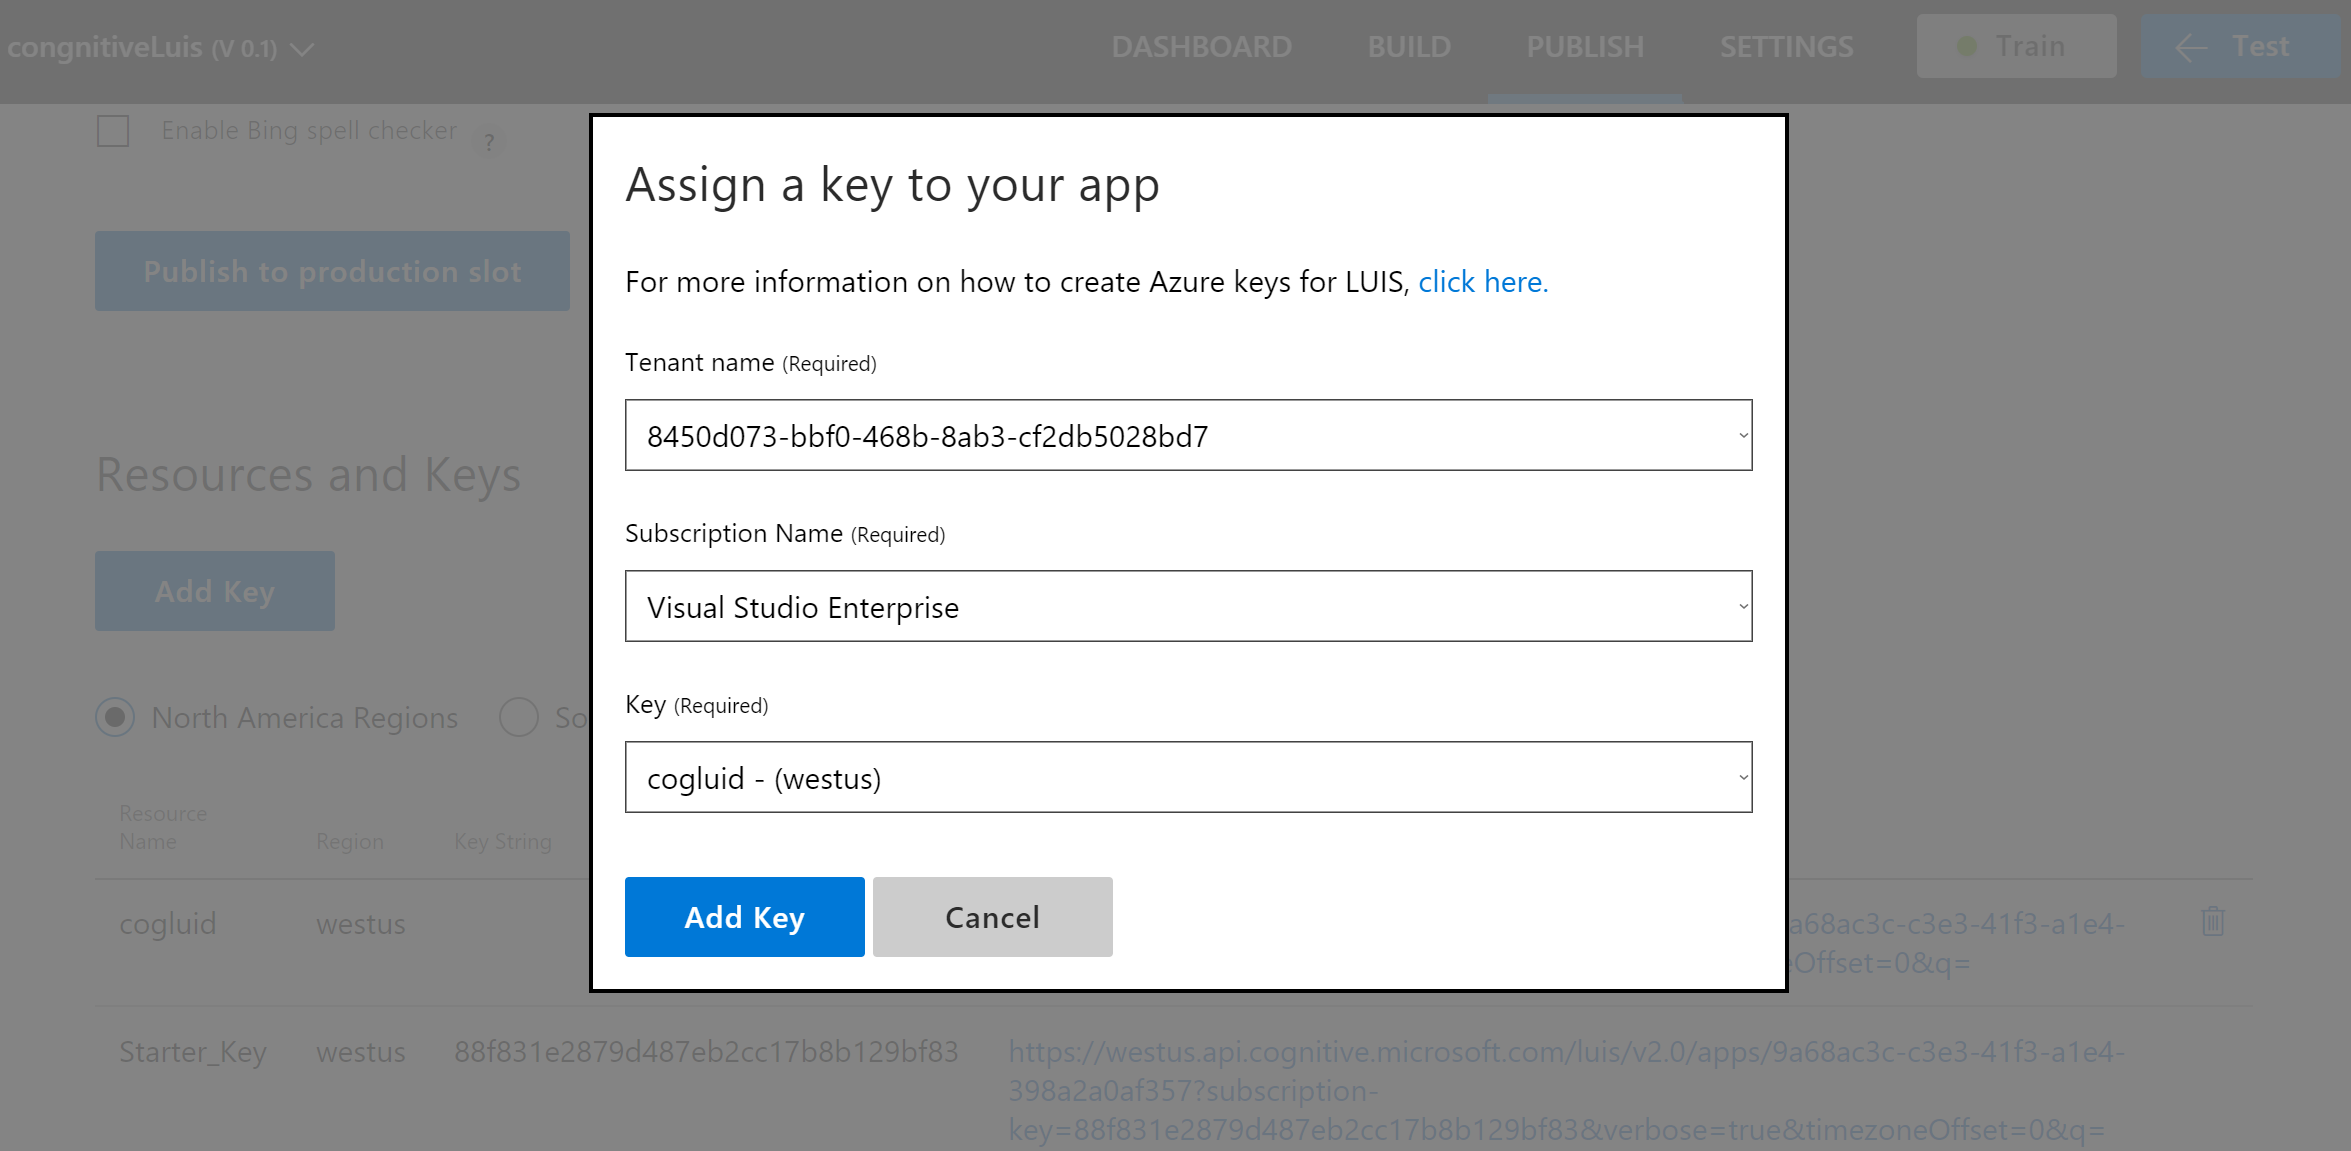 congnitiveLuis (V 0.1)
DASHBOARD BUILD PUBLISH SETTINGS Train Test
Enable Bing spell checker ?
Publish to production slot
Resources and Keys
Add Key
North America Regions So
Resource
Name Region Key String
cogluid westus a68ac3c-c3e3-41f3-a1e4-
Offset=0&q=
Starter_Key westus 88f831e2879d487eb2cc17b8b129bf83 https://westus.api.cognitive.microsoft.com/luis/v2.0/apps/9a68ac3c-c3e3-41f3-a1e4-
398a2a0af357?subscription-
key=88f831e2879d487eb2cc17b8b129bf83&verbose=true&timezoneOffset=0&q=
Assign a key to your app
For more information on how to create Azure keys for LUIS, click here.
Tenant name (Required)
8450d073-bbf0-468b-8ab3-cf2db5028bd7
Subscription Name (Required)
Visual Studio Enterprise
Key (Required)
cogluid - (westus)
Add Key Cancel